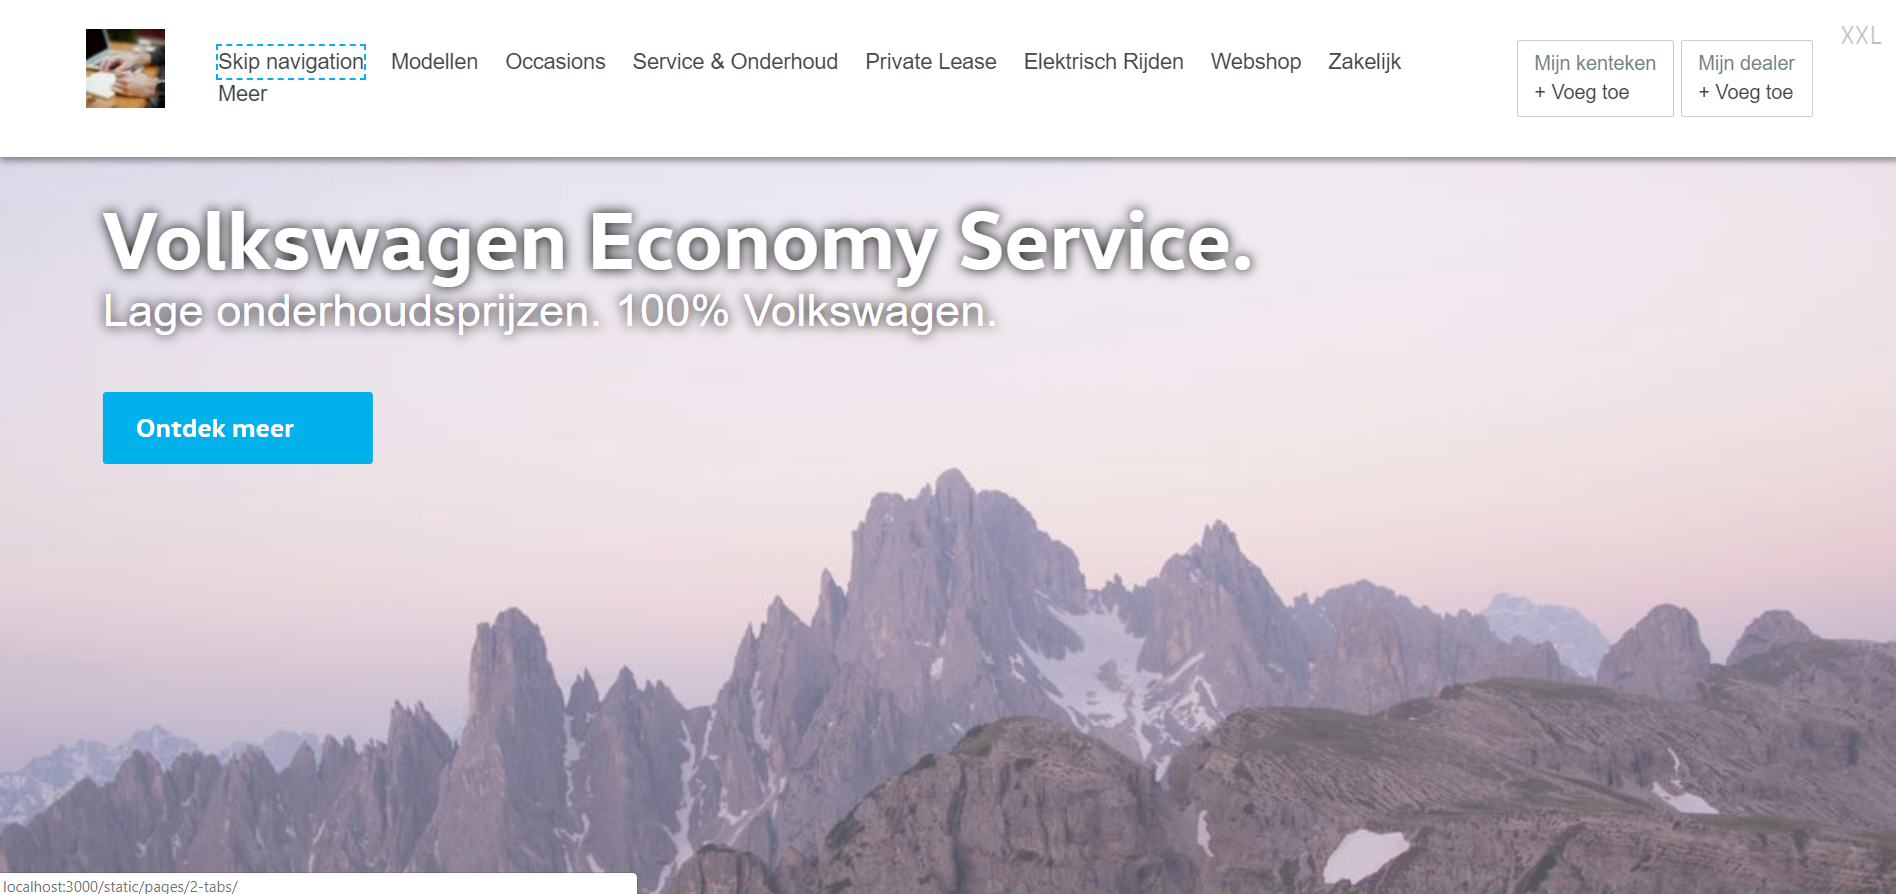 Skip navigation Modellen Occasions Service & Onderhoud Private Lease Elektrisch Rijden Webshop Zakelijk
Meer
Mijn kenteken
+ Voeg toe
Mijn dealer
+ Voeg toe
XXL
Volkswagen Economy Service.
Lage onderhoudsprijzen. 100% Volkswagen.
Ontdek meer
localhost:3000/static/pages/2-tabs/